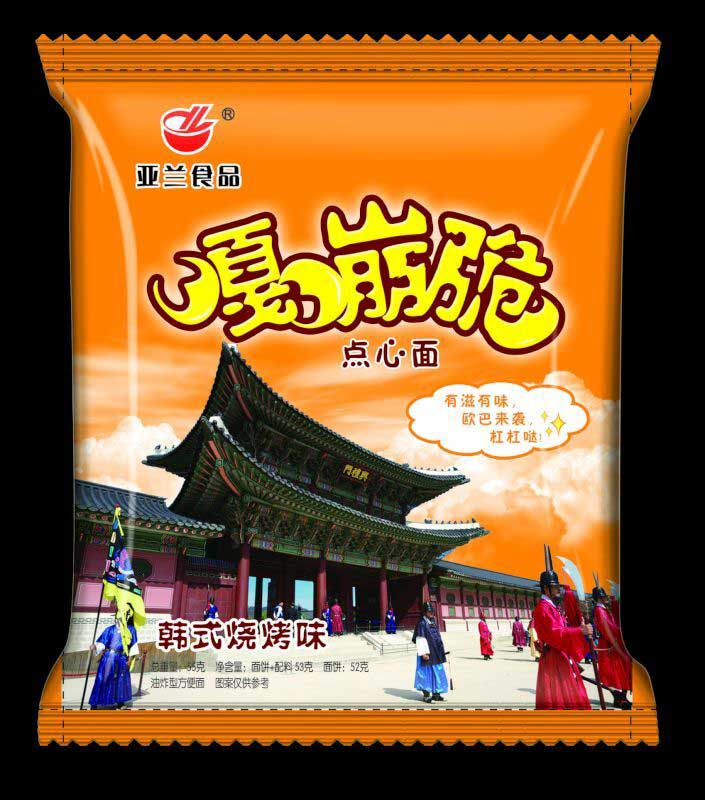 ®
亚兰食品
嘎嘣脆
点心面
有滋有味，
欧巴来袭，
杠杠哒！
興禮門
韩式烧烤味
总重量：55克 净含量：面饼+配料 53克 面饼：52克
油炸型方便面 图案仅供参考